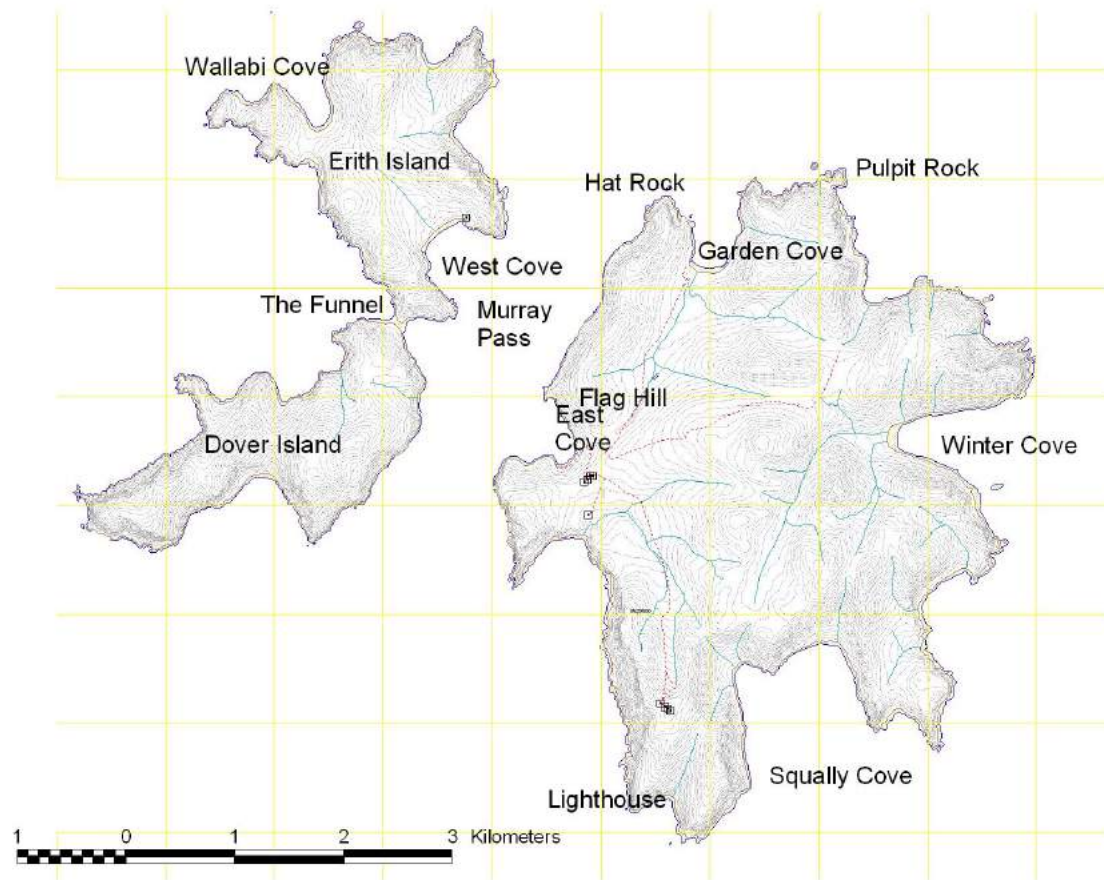 Wallabi Cove
Erith Island
Pulpit Rock
Hat Rock
Garden Cove
West Cove
The Funnel
Murray
Pass
Flag Hill
East
Cove
Dover Island
Winter Cove
Squally Cove
Lighthouse
1 0 1 2 3 Kilometers